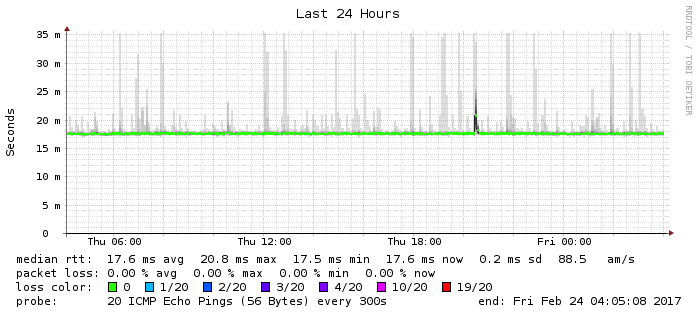 Last 24 Hours
RRDTOOL / TOBI OETIKER
Seconds
35 m
30 m
25 m
20 m
15 m
10 m
5 m
0
Thu 06:00 Thu 12:00 Thu 18:00 Fri 00:00
median rtt: 17.6 ms avg 20.8 ms max 17.5 ms min 17.6 ms now 0.2 ms sd 88.5 am/s
packet loss: 0.00 % avg 0.00 % max 0.00 % min 0.00 % now
loss color: 0 1/20 2/20 3/20 4/20 10/20 19/20
probe: 20 ICMP Echo Pings (56 Bytes) every 300s end: Fri Feb 24 04:05:08 2017